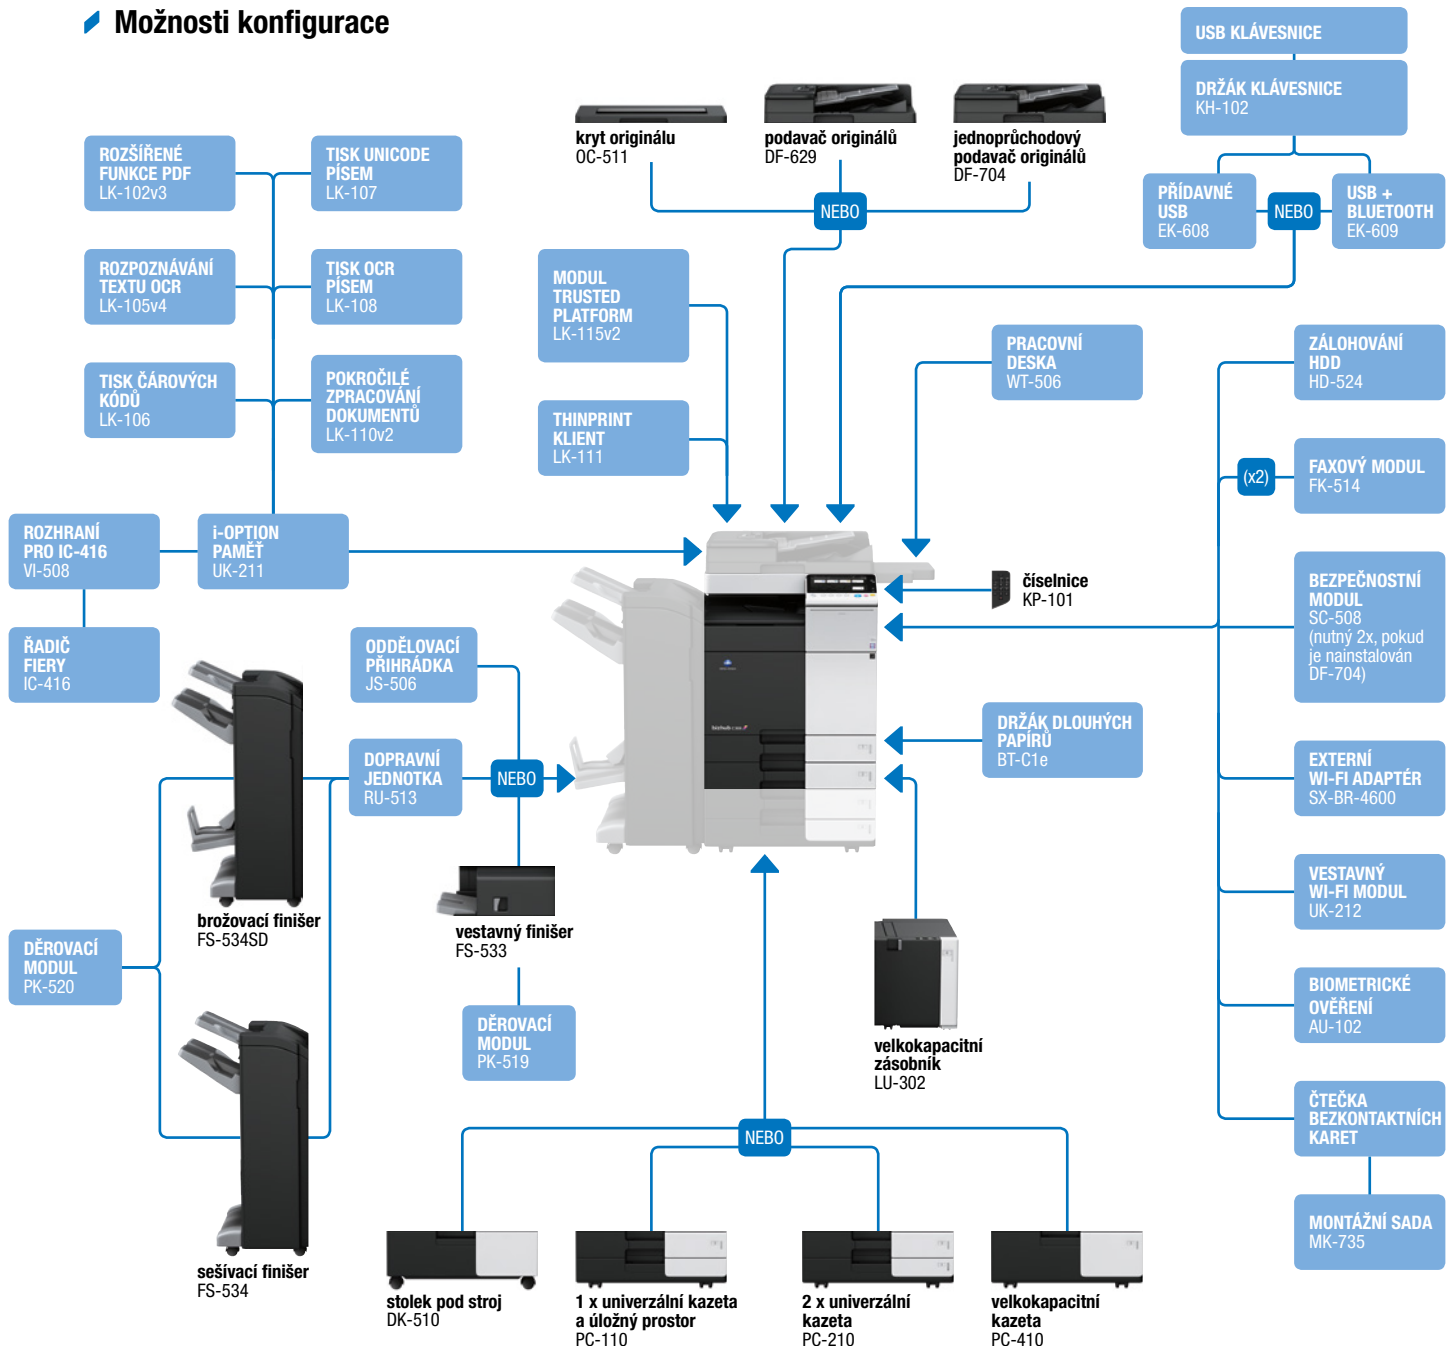 Možnosti konfigurace
USB KLÁVESNICE
DRŽÁK KLÁVESNICE
KH-102
kryt originálu
OC-511
podavač originálů
DF-629
jednoprůchodový
podavač originálů
DF-704
NEBO
PŘÍDAVNÉ
USB
EK-608
NEBO
USB +
BLUETOOTH
EK-609
ROZŠÍŘENÉ
FUNKCE PDF
LK-102v3
TISK UNICODE
PÍSEM
LK-107
ROZPOZNÁVÁNÍ
TEXTU OCR
LK-105v4
TISK OCR
PÍSEM
LK-108
TISK ČÁROVÝCH
KÓDŮ
LK-106
POKROČILÉ
ZPRACOVÁNÍ
DOKUMENTŮ
LK-110v2
MODUL
TRUSTED
PLATFORM
LK-115v2
THINPRINT
KLIENT
LK-111
PRACOVNÍ
DESKA
WT-506
ZÁLOHOVÁNÍ
HDD
HD-524
(x2)
FAXOVÝ MODUL
FK-514
ROZHRANÍ
PRO IC-416
VI-508
i-OPTION
PAMĚŤ
UK-211
ŘADIČ
FIERY
IC-416
číselnice
KP-101
BEZPEČNOSTNÍ
MODUL
SC-508
(nutný 2x, pokud
je nainstalován
DF-704)
ODDĚLOVACÍ
PŘIHRÁDKA
JS-506
DOPRAVNÍ
JEDNOTKA
RU-513
NEBO
DRŽÁK DLOUHÝCH
PAPÍRŮ
BT-C1e
EXTERNÍ
WI-FI ADAPTÉR
SX-BR-4600
VESTAVNÝ
WI-FI MODUL
UK-212
brožovací finišer
FS-534SD
vestavný finišer
FS-533
DĚROVACÍ
MODUL
PK-520
DĚROVACÍ
MODUL
PK-519
velkokapacitní
zásobník
LU-302
BIOMETRICKÉ
OVĚŘENÍ
AU-102
ČTEČKA
BEZKONTAKTNÍCH
KARET
MONTÁŽNÍ SADA
MK-735
NEBO
sešívací finišer
FS-534
stolek pod stroj
DK-510
1 x univerzální kazeta
a úložný prostor
PC-110
2 x univerzální
kazeta
PC-210
velkokapacitní
kazeta
PC-410